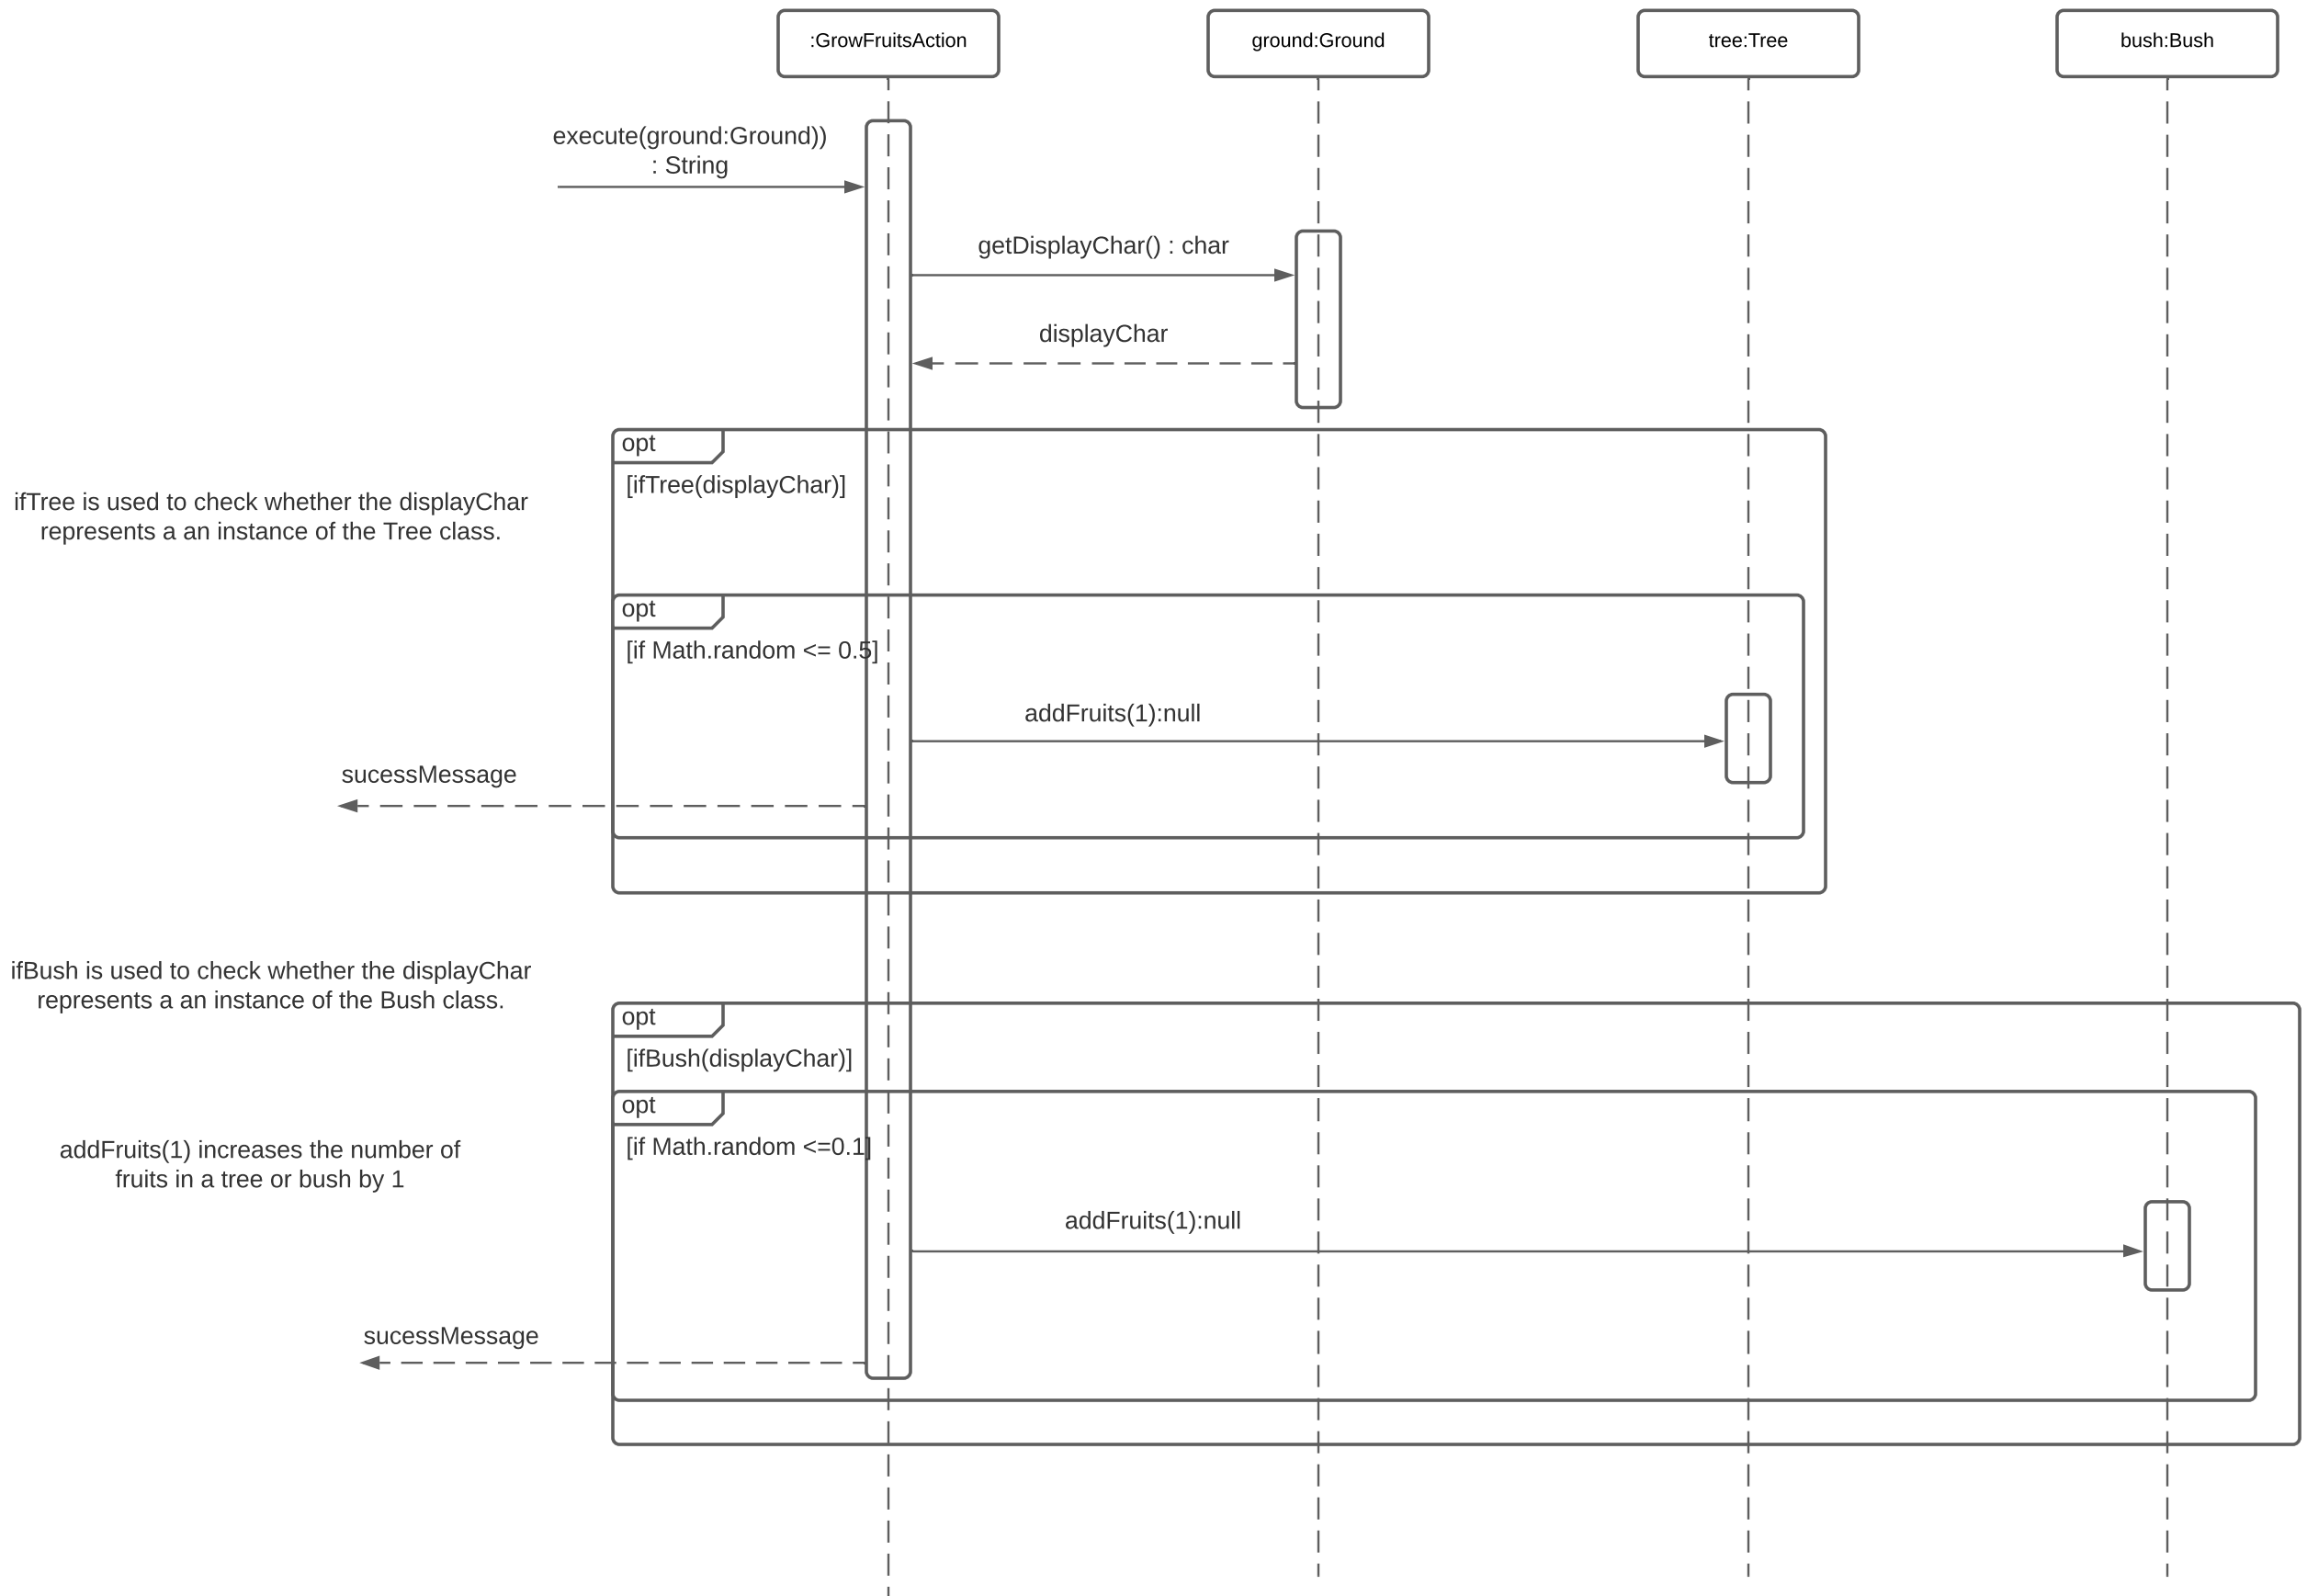 :GrowFruitsAction
ground:Ground
tree:Tree
bush:Bush
execute(ground:Ground))
: String
getDisplayChar() : char
displayChar
opt
[ifTree(displayChar)]
ifTree is used to check whether the displayChar
represents a an instance of the Tree class.
opt
[if Math.random <= 0.5]
addFruits(1):null
sucessMessage
ifBush is used to check whether the displayChar
represents a an instance of the Bush class.
opt
[ifBush(displayChar)]
opt
[if Math.random <=0.1]
addFruits(1) increases the number of
fruits in a tree or bush by 1
addFruits(1):null
sucessMessage